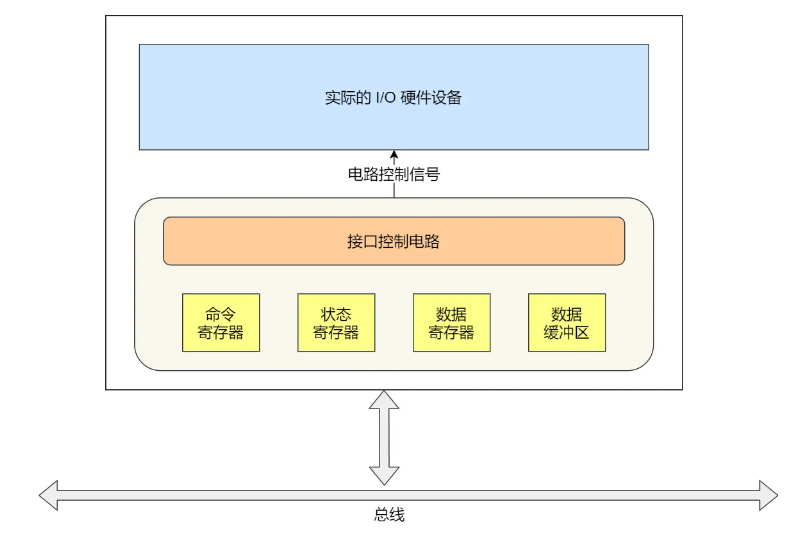 实际的 I/O 硬件设备
电路控制信号
接口控制电路
命令
寄存器
状态
寄存器
数据
寄存器
数据
缓冲区
总线